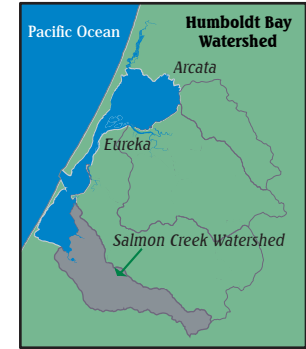 Pacific Ocean
Humboldt Bay
Watershed
Arcata
Eureka
Salmon Creek Watershed